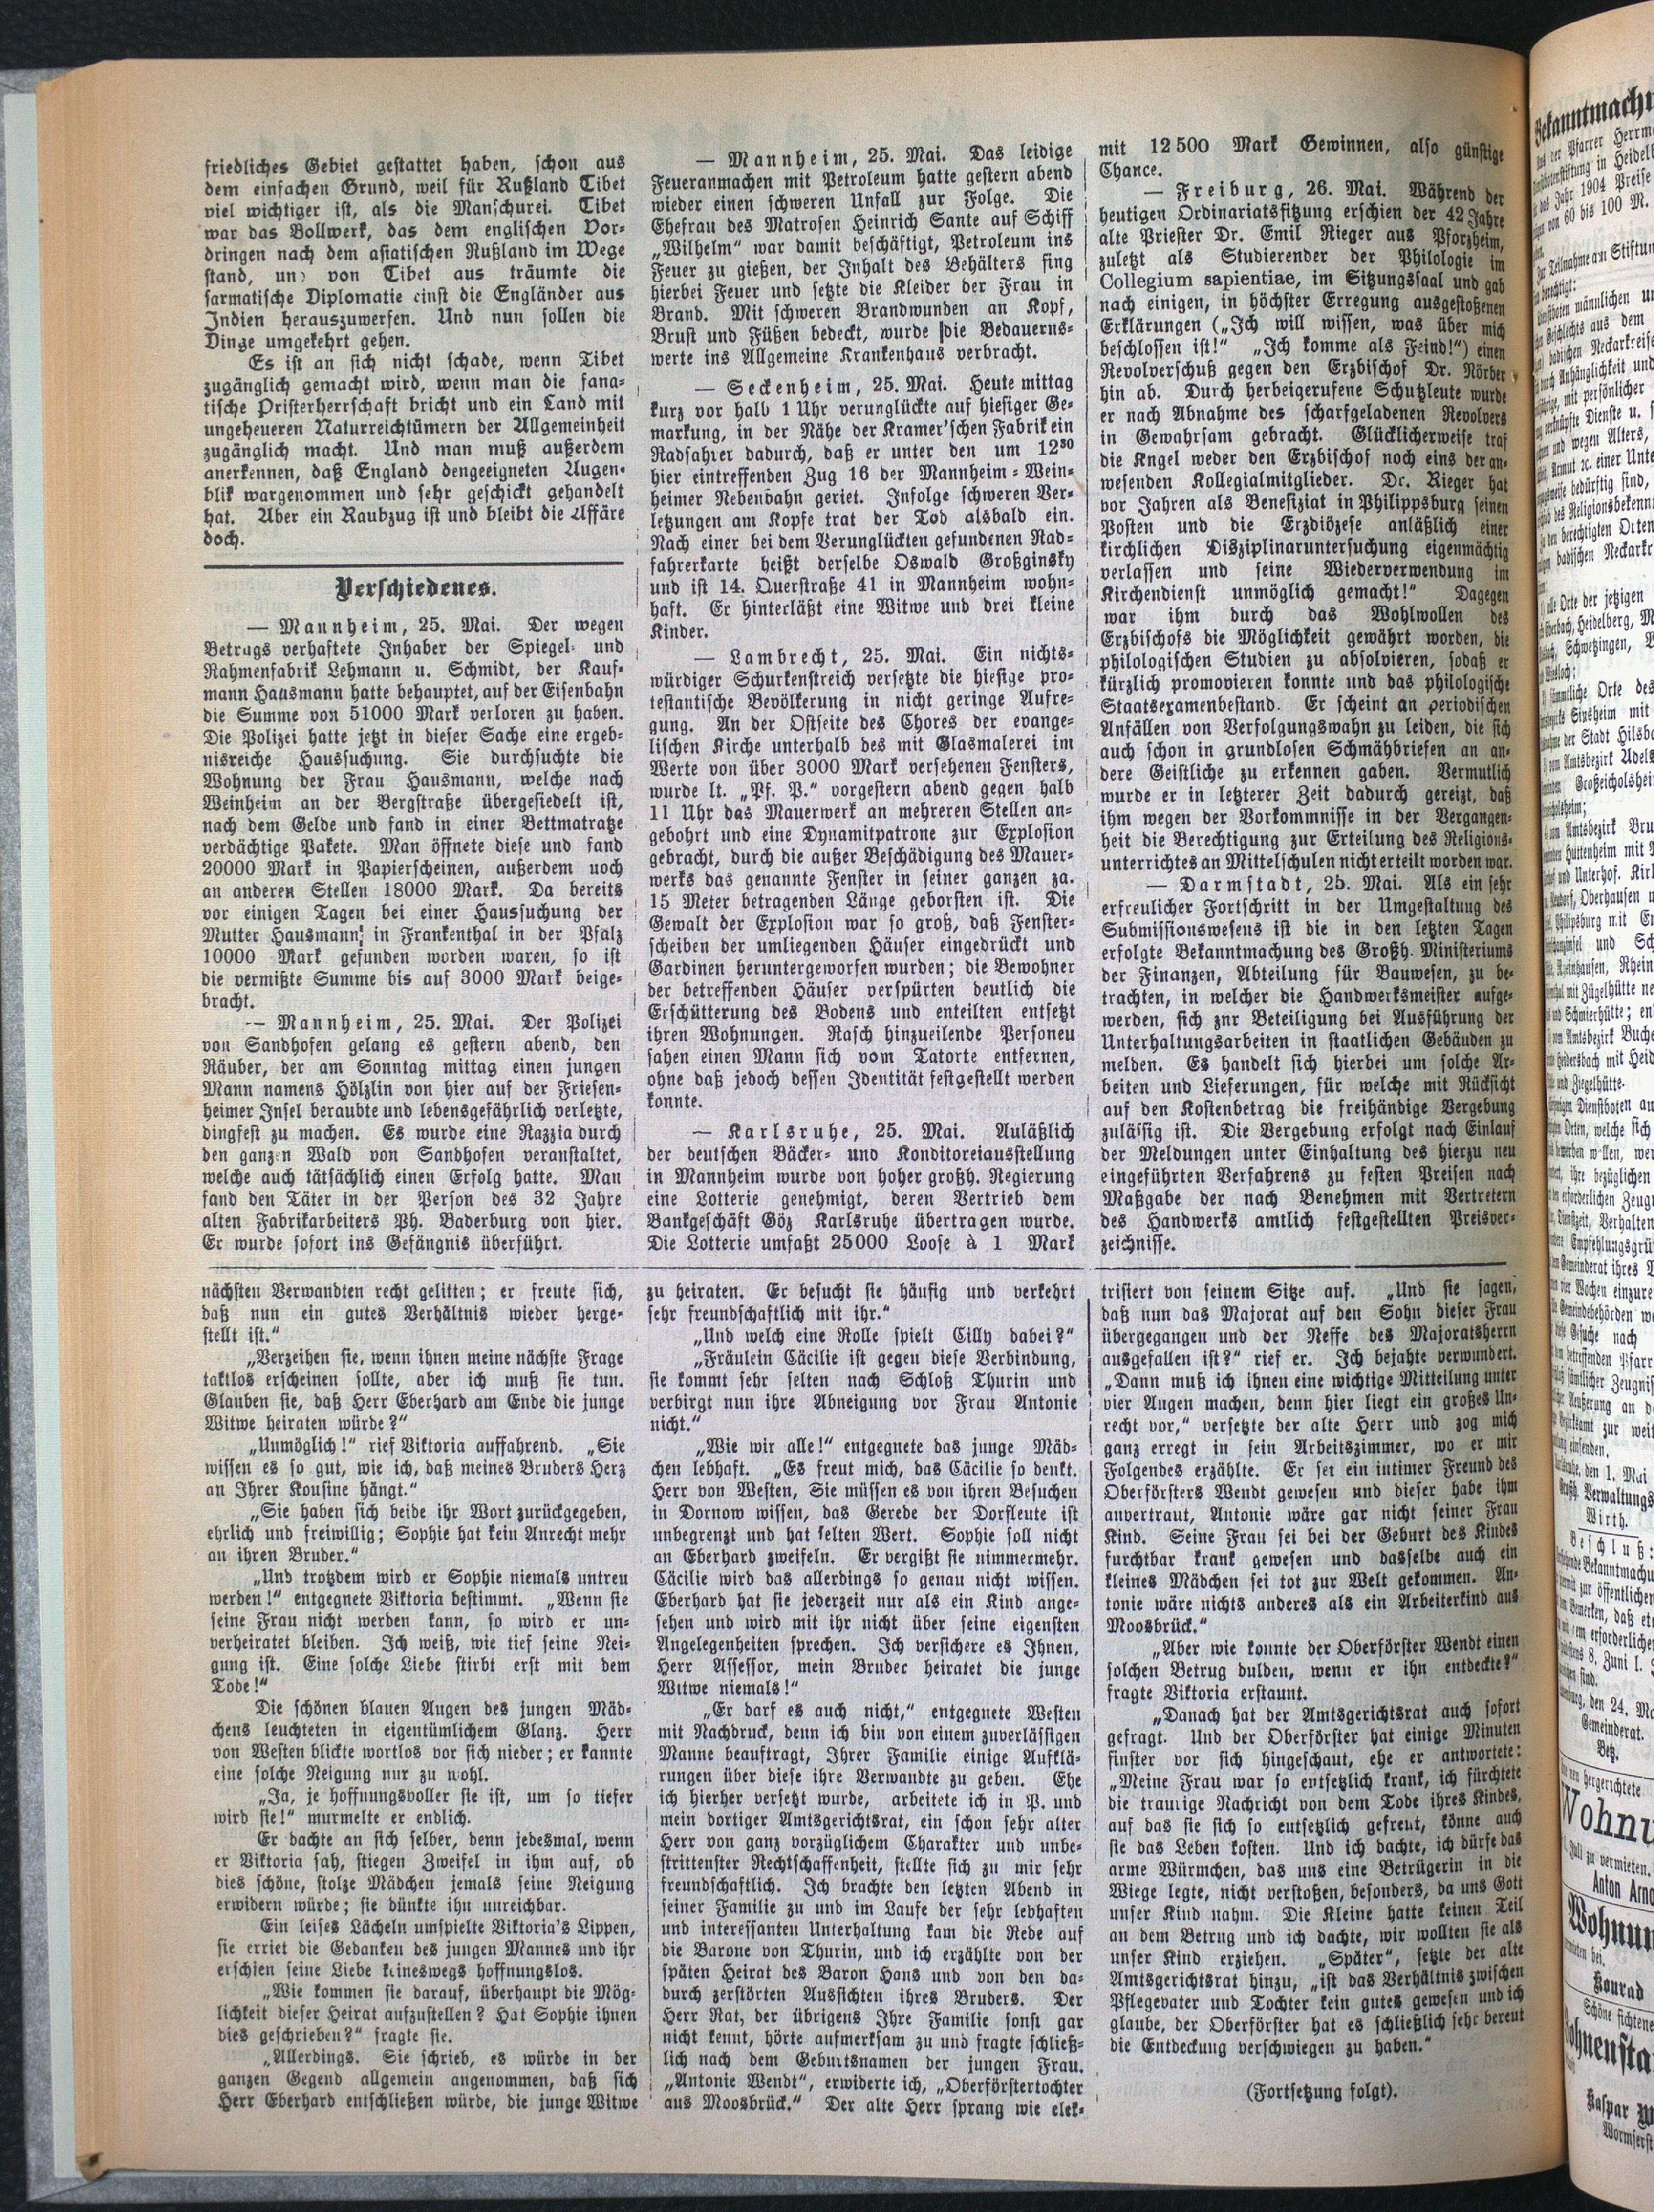 friedliches Gebiet gestattet haben, schon aus
dem einfachen Grund, weil für Rußland Tibet
viel wichtiger ist, als die Manschurei. Tibet
war das Bollwerk, das dem englischen Vor-
dringen nach dem asiatischen Rußland im Wege
stand, und von Tibet aus träumte die
sarmatische Diplomatie einst die Engländer aus
Indien herauszuwerfen. Und nun sollen die
Dinge umgekehrt gehen.
Es ist an sich nicht schade, wenn Tibet
zugänglich gemacht wird, wenn man die fana-
tische Pristerherrschaft bricht und ein Land mit
ungeheueren Naturreichtümern der Allgemeinheit
zugänglich macht. Und man muß außerdem
anerkennen, daß England dengeeigneten Augen-
blik wargenommen und sehr geschickt gehandelt
hat. Aber ein Raubzug ist und bleibt die Affäre
doch.
Verschiedenes.
— Mannheim, 25. Mai. Der wegen
Betrugs verhaftete Inhaber der Spiegel- und
Rahmenfabrik Lehmann u. Schmidt, der Kauf-
mann Hausmann hatte behauptet, auf der Eisenbahn
die Summe von 51000 Mark verloren zu haben.
Die Polizei hatte jetzt in dieser Sache eine ergeb-
nisreiche Haussuchung. Sie durchsuchte die
Wohnung der Frau Hausmann, welche nach
Weinheim an der Bergstraße übergesiedelt ist,
nach dem Gelde und fand in einer Bettmatratze
verdächtige Pakete. Man öffnete diese und fand
20000 Mark in Papierscheinen, außerdem uoch
an anderen Stellen 18000 Mark. Da bereits
vor einigen Tagen bei einer Haussuchung der
Mutter Hausmann; in Frankenthal in der Pfalz
10000 Mark gefunden worden waren, so ist
die vermißte Summe bis auf 3000 Mark beige-
bracht.
— Mannheim, 25. Mai. Der Polizei
von Sandhofen gelang es gestern abend, den
Räuber, der am Sonntag mittag einen jungen
Mann namens Hölzlin von hier auf der Friesen-
heimer Insel beraubte und lebensgefährlich verletzte,
dingfest zu machen. Es wurde eine Razzia durch
den ganzen Wald von Sandhofen veranstaltet,
welche auch tätsächlich einen Erfolg hatte. Man
fand den Täter in der Person des 32 Jahre
alten Fabrikarbeiters Ph. Baderburg von hier.
Er wurde sofort ins Gefängnis überführt.
— Mannheim, 25. Mai. Das leidige
Feueranmachen mit Petroleum hatte gestern abend
wieder einen schweren Unfall zur Folge. Die
Ehefrau des Matrosen Heinrich Sante auf Schiff
„Wilhelm“ war damit beschäftigt, Petroleum ins
Feuer zu gießen, der Inhalt des Behälters fing
hierbei Feuer und setzte die Kleider der Frau in
Brand. Mit schweren Brandwunden an Kopf,
Brust und Füßen bedeckt, wurde die Bedauerns-
werte ins Allgemeine Krankenhaus verbracht.
— Seckenheim, 25. Mai. Heute mittag
kurz vor halb 1 Uhr verunglückte auf hiesiger Ge-
markung, in der Nähe der Kramer'schen Fabrik ein
Radfahrer dadurch, daß er unter den um 12³⁰
hier eintreffenden Zug 16 der Mannheim-Wein-
heimer Nebenbahn geriet. Infolge schweren Ver-
letzungen am Kopfe trat der Tod alsbald ein.
Nach einer bei dem Verunglückten gefundenen Rad-
fahrerkarte heißt derselbe Oswald Großginsky
und ist 14. Querstraße 41 in Mannheim wohn-
haft. Er hinterläßt eine Witwe und drei kleine
Kinder.
— Lambrecht, 25. Mai. Ein nichts-
würdiger Schurkenstreich versetzte die hiesige pro-
testantische Bevölkerung in nicht geringe Aufre-
gung. An der Ostseite des Chores der evange-
lischen Kirche unterhalb des mit Glasmalerei im
Werte von über 3000 Mark versehenen Fensters,
wurde lt. „Pf. P.“ vorgestern abend gegen halb
11 Uhr das Mauerwerk an mehreren Stellen an-
gebohrt und eine Dynamitpatrone zur Explosion
gebracht, durch die außer Beschädigung des Mauer-
werks das genannte Fenster in seiner ganzen za.
15 Meter betragenden Länge geborsten ist. Die
Gewalt der Explosion war so groß, daß Fenster-
scheiben der umliegenden Häuser eingedrückt und
Gardinen heruntergeworfen wurden; die Bewohner
der betreffenden Häuser verspürten deutlich die
Erschütterung des Bodens und enteilten entsetzt
ihren Wohnungen. Rasch hinzueilende Personeu
sahen einen Mann sich vom Tatorte entfernen,
ohne daß jedoch dessen Identität festgestellt werden
konnte.
— Karlsruhe, 25. Mai. Auläßlich
der deutschen Bäcker- und Konditoreiausstellung
in Mannheim wurde von hoher großh. Regierung
eine Lotterie genehmigt, deren Vertrieb dem
Bankgeschäft Göz Karlsruhe übertragen wurde.
Die Lotterie umfaßt 25000 Loose à 1 Mark
mit 12500 Mark Gewinnen, also günstige
Chance.
— Freiburg, 26. Mai. Während der
heutigen Ordinariatssitzung erschien der 42 Jahre
alte Priester Dr. Emil Rieger aus Pforzheim,
zuletzt als Studierender der Philologie im
Collegium sapientiae, im Sitzungssaal und gab
nach einigen, in höchster Erregung ausgestoßenen
Erklärungen („Ich will wissen, was über mich
beschlossen ist!“ „Ich komme als Feind!“) einen
Revolverschuß gegen den Erzbischof Dr. Nörber
hin ab. Durch herbeigerufene Schutzleute wurde
er nach Abnahme des scharfgeladenen Revolvers
in Gewahrsam gebracht. Glücklicherweise traf
die Kngel weder den Erzbischof noch eins der an-
wesenden Kollegialmitglieder. Dr. Rieger hat
vor Jahren als Benefiziat in Philippsburg seinen
Posten und die Erzdiözese anläßlich einer
kirchlichen Disziplinaruntersuchung eigenmächtig
verlassen und seine Wiederverwendung im
Kirchendienst unmöglich gemacht!“ Dagegen
war ihm durch das Wohlwollen des
Erzbischofs die Möglichkeit gewährt worden, die
philologischen Studien zu absolvieren, sodaß er
kürzlich promovieren konnte und das philologische
Staatsexamenbestand. Er scheint an periodischen
Anfällen von Verfolgungswahn zu leiden, die sich
auch schon in grundlosen Schmähbriefen an an-
dere Geistliche zu erkennen gaben. Vermutlich
wurde er in letzterer Zeit dadurch gereizt, daß
ihm wegen der Vorkommnisse in der Vergangen-
heit die Berechtigung zur Erteilung des Religions-
unterrichtes an Mittelschulen nicht erteilt worden war.
— Darmstadt, 25. Mai. Als ein sehr
erfreulicher Fortschritt in der Umgestaltuug des
Submissionswesens ist die in den letzten Tagen
erfolgte Bekanntmachung des Großh. Ministeriums
der Finanzen, Abteilung für Bauwesen, zu be-
trachten, in welcher die Handwerksmeister aufge-
werden, sich znr Beteiligung bei Ausführung der
Unterhaltungsarbeiten in staatlichen Gebäuden zu
melden. Es handelt sich hierbei um solche Ar-
beiten und Lieferungen, für welche mit Rücksicht
auf den Kostenbetrag die freihändige Vergebung
zulässig ist. Die Vergebung erfolgt nach Einlauf
der Meldungen unter Einhaltung des hierzu neu
eingeführten Verfahrens zu festen Preisen nach
Maßgabe der nach Benehmen mit Vertretern
des Handwerks amtlich festgestellten Preisver-
zeichnisse.
nächsten Verwandten recht gelitten; er freute sich,
daß nun ein gutes Verhältnis wieder herge-
stellt ist.“
„Verzeihen sie, wenn ihnen meine nächste Frage
taktlos erscheinen sollte, aber ich muß sie tun.
Glauben sie, daß Herr Eberhard am Ende die junge
Witwe heiraten würde?“
„Unmöglich!“ rief Viktoria auffahrend. „Sie
wissen es so gut, wie ich, daß meines Bruders Herz
an Ihrer Kousine hängt.“
„Sie haben sich beide ihr Wort zurückgegeben,
ehrlich und freiwillig; Sophie hat kein Anrecht mehr
an ihren Bruder.“
„Und trotzdem wird er Sophie niemals untreu
werden!“ entgegnete Viktoria bestimmt. „Wenn sie
seine Frau nicht werden kann, so wird er un-
verheiratet bleiben. Ich weiß, wie tief seine Nei-
gung ist. Eine solche Liebe stirbt erst mit dem
Tode!“
Die schönen blauen Augen des jungen Mäd-
chens leuchteten in eigentümlichem Glanz. Herr
von Westen blickte wortlos vor sich nieder; er kannte
eine solche Neigung nur zu wohl.
„Ja, je hoffnungsvoller sie ist, um so tiefer
wird sie!“ murmelte er endlich.
Er dachte an sich selber, denn jedesmal, wenn
er Viktoria sah, stiegen Zweifel in ihm auf, ob
dies schöne, stolze Mädchen jemals seine Neigung
erwidern würde; sie dünkte ihn unreichbar.
Ein leises Lächeln umspielte Viktoria's Lippen,
sie erriet die Gedanken des jungen Mannes und ihr
erschien seine Liebe keineswegs hoffnungslos.
„Wie kommen sie darauf, überhaupt die Mög-
lichkeit dieser Heirat aufzustellen? Hat Sophie ihnen
dies geschrieben?“ fragte sie.
„Allerdings. Sie schrieb, es würde in der
ganzen Gegend allgemein angenommen, daß sich
Herr Eberhard entschließen würde, die junge Witwe
zu heiraten. Er besucht sie häufig und verkehrt
sehr freundschaftlich mit ihr.“
„Und welch eine Rolle spielt Cilly dabei?“
„Fräulein Cäcilie ist gegen diese Verbindung,
sie kommt sehr selten nach Schloß Thurin und
verbirgt nun ihre Abneigung vor Frau Antonie
nicht.“
„Wie wir alle!“ entgegnete das junge Mäd-
chen lebhaft. „Es freut mich, das Cäcilie so denkt.
Herr von Westen, Sie müssen es von ihren Besuchen
in Dornow wissen, das Gerede der Dorfleute ist
unbegrenzt und hat selten Wert. Sophie soll nicht
an Eberhard zweifeln. Er vergißt sie nimmermehr.
Cäcilie wird das allerdings so genau nicht wissen.
Eberhard hat sie jederzeit nur als ein Kind ange-
sehen und wird mit ihr nicht über seine eigensten
Angelegenheiten sprechen. Ich versichere es Ihnen,
Herr Assessor, mein Bruder heiratet die junge
Witwe niemals!“
„Er darf es auch nicht,“ entgegnete Westen
mit Nachdruck, denn ich bin von einem zuverlässigen
Manne beauftragt, Ihrer Familie einige Aufklä-
rungen über diese ihre Verwandte zu geben. Ehe
ich hierher versetzt wurde, arbeitete ich in P. und
mein dortiger Amtsgerichtsrat, ein schon sehr alter
Herr von ganz vorzüglichem Charakter und unbe-
strittenster Rechtschaffenheit, stellte sich zu mir sehr
freundschaftlich. Ich brachte den letzten Abend in
seiner Familie zu und im Laufe der sehr lebhaften
und interessanten Unterhaltung kam die Rede auf
die Barone von Thurin, und ich erzählte von der
späten Heirat des Baron Hans und von den da-
durch zerstörten Aussichten ihres Bruders. Der
Herr Rat, der übrigens Ihre Familie sonst gar
nicht kennt, hörte aufmerksam zu und fragte schließ-
lich nach dem Geburtsnamen der jungen Frau.
„Antonie Wendt“, erwiderte ich, „Oberförstertochter
aus Moosbrück.“ Der alte Herr sprang wie elek-
trisiert von seinem Sitze auf. „Und sie sagen,
daß nun das Majorat auf den Sohn dieser Frau
übergegangen und der Neffe des Majoratsherrn
ausgefallen ist?“ rief er. Ich bejahte verwundert.
„Dann muß ich ihnen eine wichtige Mitteilung unter
vier Augen machen, denn hier liegt ein großes Un-
recht vor,“ versetzte der alte Herr und zog mich
ganz erregt in sein Arbeitszimmer, wo er mir
Folgendes erzählte. Er sei ein intimer Freund des
Oberförsters Wendt gewesen und dieser habe ihm
anvertraut, Antonie wäre gar nicht seiner Frau
Kind. Seine Frau sei bei der Geburt des Kindes
furchtbar krank gewesen und dasselbe auch ein
kleines Mädchen sei tot zur Welt gekommen. An-
tonie wäre nichts anderes als ein Arbeiterkind aus
Moosbrück.“
„Aber wie konnte der Oberförster Wendt einen
solchen Betrug dulden, wenn er ihn entdeckte?“
fragte Viktoria erstaunt.
„Danach hat der Amtsgerichtsrat auch sofort
gefragt. Und der Oberförster hat einige Minuten
finster vor sich hingeschaut, ehe er antwortete:
„Meine Frau war so entsetzlich krank, ich fürchtete
die traurige Nachricht von dem Tode ihres Kindes,
auf das sie sich so entsetzlich gefreut, könne auch
sie das Leben kosten. Und ich dachte, ich dürfe das
arme Würmchen, das uns eine Betrügerin in die
Wiege legte, nicht verstoßen, besonders, da uns Gott
unser Kind nahm. Die Kleine hatte keinen Teil
an dem Betrug und ich dachte, wir wollten sie als
unser Kind erziehen. „Später“, setzte der alte
Amtsgerichtsrat hinzu, „ist das Verhältnis zwischen
Pflegevater und Tochter kein gutes gewesen und ich
glaube, der Oberförster hat es schließlich sehr bereut
die Entdeckung verschwiegen zu haben.“
(Fortsetzung folgt).